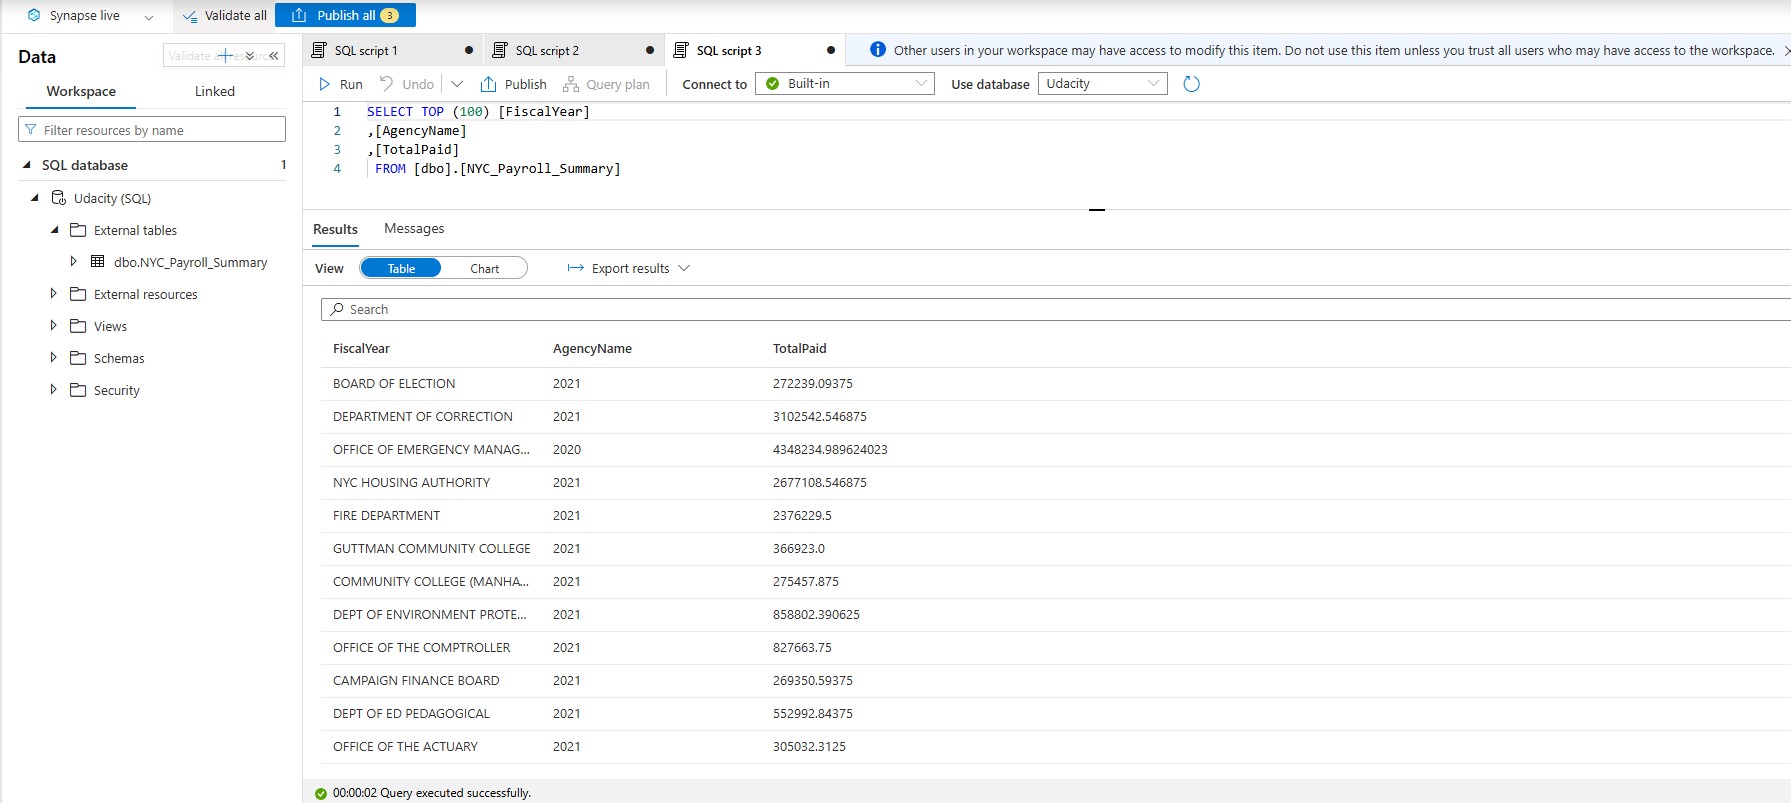 Synapse live
Validate all
Publish all 3
SQL script 1
SQL script 2
SQL script 3
Other users in your workspace may have access to modify this item. Do not use this item unless you trust all users who may have access to the workspace.
Data
Validate all resources
Workspace Linked
Filter resources by name
SQL database 1
Udacity (SQL)
External tables
dbo.NYC_Payroll_Summary
External resources
Views
Schemas
Security
Run Undo Publish Query plan Connect to Built-in Use database Udacity
1 SELECT TOP (100) [FiscalYear]
2 ,[AgencyName]
3 ,[TotalPaid]
4 FROM [dbo].[NYC_Payroll_Summary]
Results Messages
View Table Chart Export results
Search
FiscalYear AgencyName TotalPaid
BOARD OF ELECTION 2021 272239.09375
DEPARTMENT OF CORRECTION 2021 3102542.546875
OFFICE OF EMERGENCY MANAG... 2020 4348234.989624023
NYC HOUSING AUTHORITY 2021 2677108.546875
FIRE DEPARTMENT 2021 2376229.5
GUTTMAN COMMUNITY COLLEGE 2021 366923.0
COMMUNITY COLLEGE (MANHA... 2021 275457.875
DEPT OF ENVIRONMENT PROTE... 2021 858802.390625
OFFICE OF THE COMPTROLLER 2021 827663.75
CAMPAIGN FINANCE BOARD 2021 269350.59375
DEPT OF ED PEDAGOGICAL 2021 552992.84375
OFFICE OF THE ACTUARY 2021 305032.3125
00:00:02 Query executed successfully.